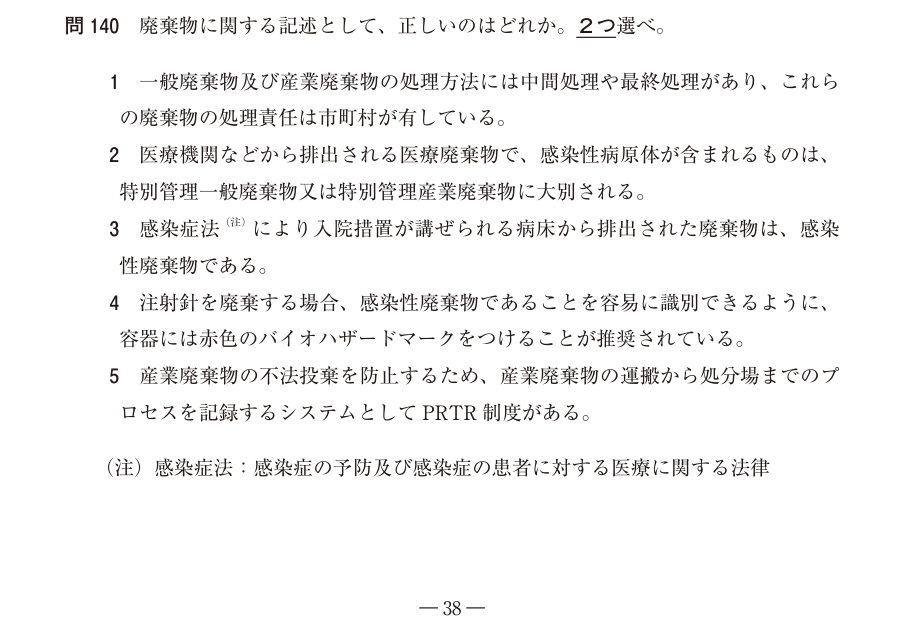 問 140　廃棄物に関する記述として、正しいのはどれか。２つ選べ。
1　一般廃棄物及び産業廃棄物の処理方法には中間処理や最終処理があり、これら
の廃棄物の処理責任は市町村が有している。
2　医療機関などから排出される医療廃棄物で、感染性病原体が含まれるものは、
特別管理一般廃棄物又は特別管理産業廃棄物に大別される。
3　感染症法（注）により入院措置が講ぜられる病床から排出された廃棄物は、感染
性廃棄物である。
4　注射針を廃棄する場合、感染性廃棄物であることを容易に識別できるように、
容器には赤色のバイオハザードマークをつけることが推奨されている。
5　産業廃棄物の不法投棄を防止するため、産業廃棄物の運搬から処分場までのプ
ロセスを記録するシステムとして PRTR 制度がある。
（注）感染症法：感染症の予防及び感染症の患者に対する医療に関する法律
― 38 ―